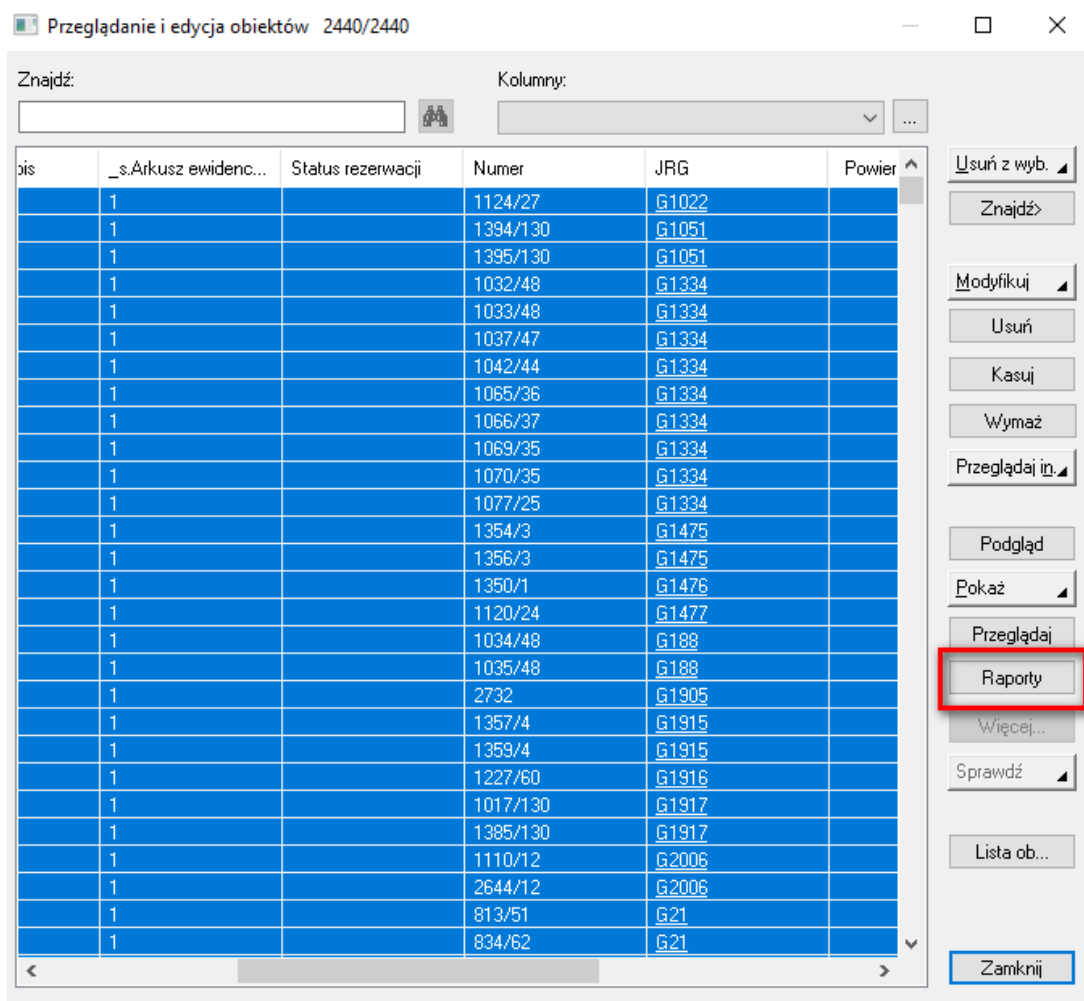 Przeglądanie i edycja obiektów 2440/2440
Znajdź: Kolumny:
...
pis _s.Arkusz ewidenc... Status rezerwacji Numer JRG Powier
1 1124/27 G1022
1 1394/130 G1051
1 1395/130 G1051
1 1032/48 G1334
1 1033/48 G1334
1 1037/47 G1334
1 1042/44 G1334
1 1065/36 G1334
1 1066/37 G1334
1 1069/35 G1334
1 1070/35 G1334
1 1077/25 G1334
1 1354/3 G1475
1 1356/3 G1475
1 1350/1 G1476
1 1120/24 G1477
1 1034/48 G188
1 1035/48 G188
1 2732 G1905
1 1357/4 G1915
1 1359/4 G1915
1 1227/60 G1916
1 1017/130 G1917
1 1385/130 G1917
1 1110/12 G2006
1 2644/12 G2006
1 813/51 G21
1 834/62 G21
Usuń z wyb.
Znajdź>
Modyfikuj
Usuń
Kasuj
Wymaż
Przeglądaj in.
Podgląd
Pokaż
Przeglądaj
Raporty
Więcej...
Sprawdź
Lista ob...
Zamknij